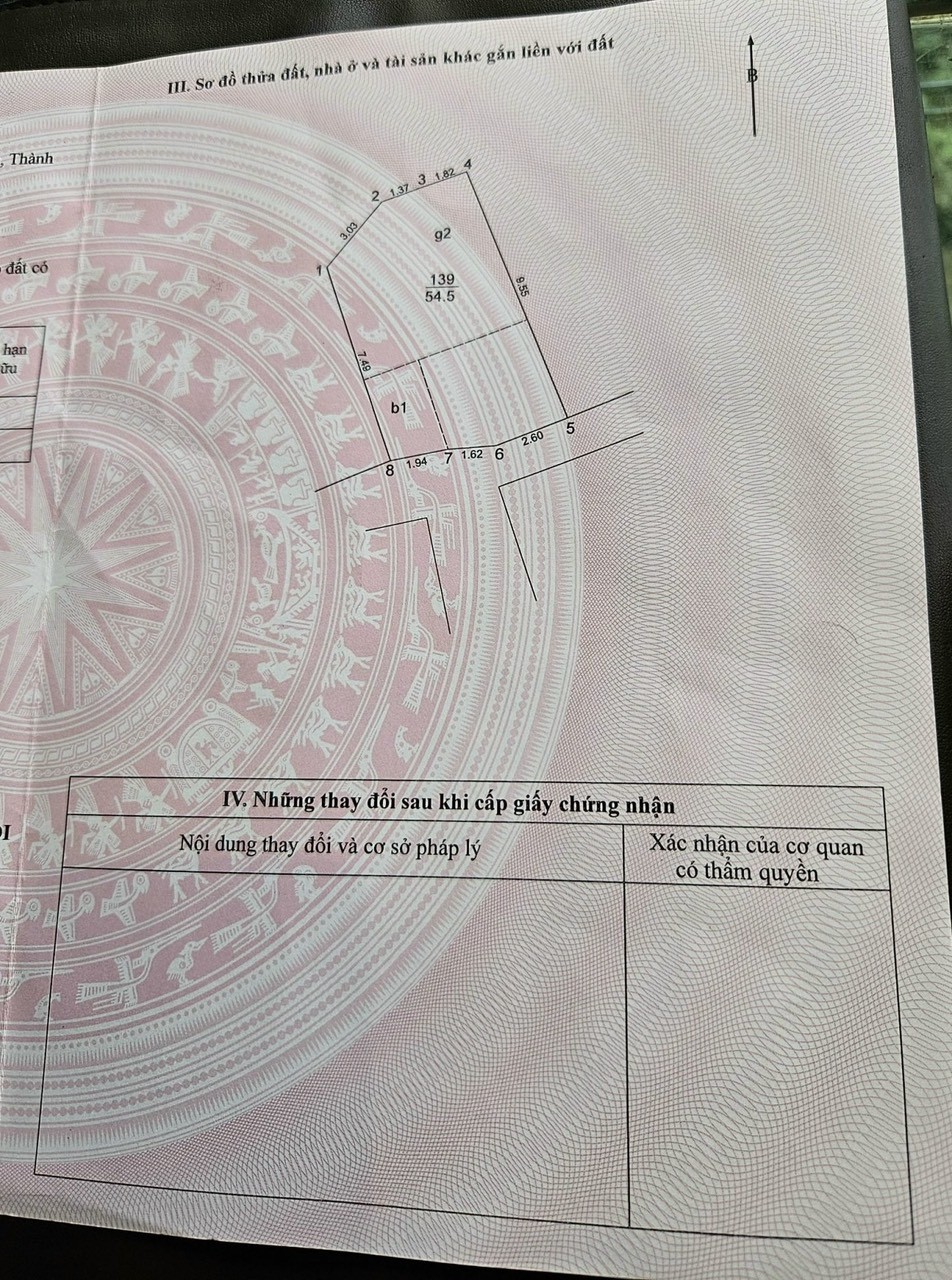 III. Sơ đồ thửa đất, nhà ở và tài sản khác gắn liền với đất
B
, Thành
đất có
hạn
ữu
4
1.82
3
1.37
2
3.03
g2
1
139
54.5
9.55
7.49
b1
5
2.60
6
1.62
7
1.94
8
IV. Những thay đổi sau khi cấp giấy chứng nhận
ỘI
Nội dung thay đổi và cơ sở pháp lý
Xác nhận của cơ quan
có thẩm quyền